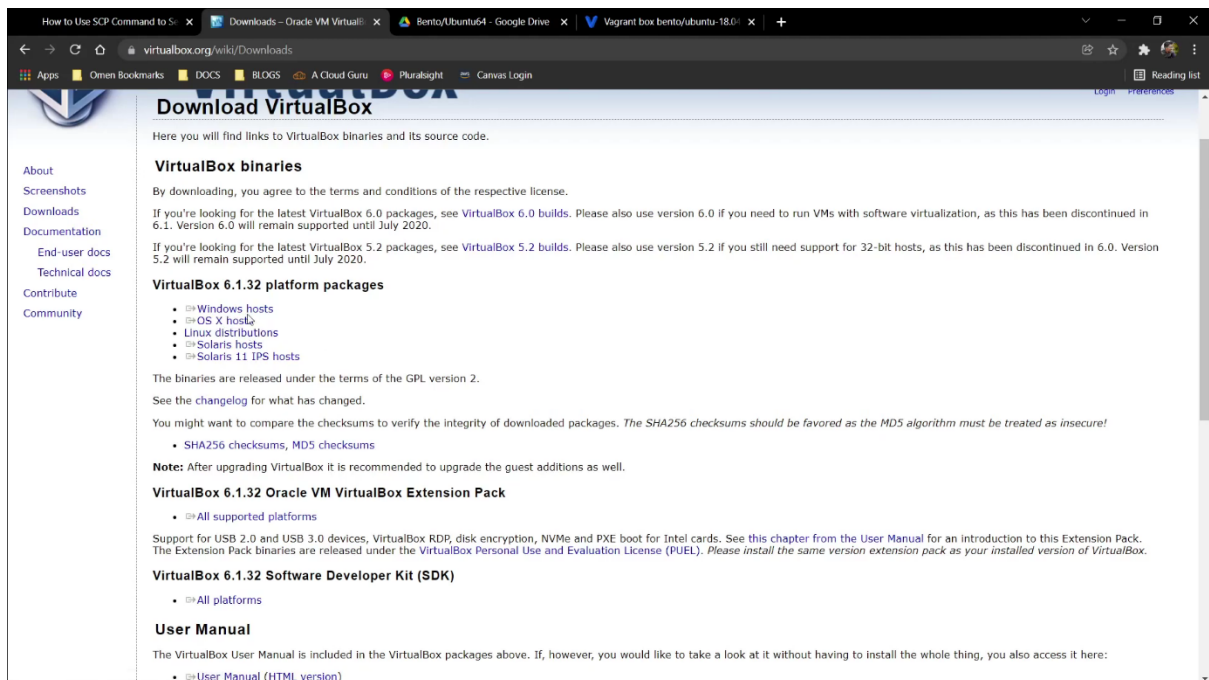 How to Use SCP Command to Se
Downloads – Oracle VM VirtualB
Bento/Ubuntu64 - Google Drive
Vagrant box bento/ubuntu-18.04
virtualbox.org/wiki/Downloads
Apps
Omen Bookmarks
DOCS
BLOGS
A Cloud Guru
Pluralsight
Canvas Login
Reading list
VirtualBox
Login Preferences
Download VirtualBox
Here you will find links to VirtualBox binaries and its source code.
About
Screenshots
Downloads
Documentation
End-user docs
Technical docs
Contribute
Community
VirtualBox binaries
By downloading, you agree to the terms and conditions of the respective license.
If you're looking for the latest VirtualBox 6.0 packages, see VirtualBox 6.0 builds. Please also use version 6.0 if you need to run VMs with software virtualization, as this has been discontinued in
6.1. Version 6.0 will remain supported until July 2020.
If you're looking for the latest VirtualBox 5.2 packages, see VirtualBox 5.2 builds. Please also use version 5.2 if you still need support for 32-bit hosts, as this has been discontinued in 6.0. Version
5.2 will remain supported until July 2020.
VirtualBox 6.1.32 platform packages
• Windows hosts
• OS X hosts
• Linux distributions
• Solaris hosts
• Solaris 11 IPS hosts
The binaries are released under the terms of the GPL version 2.
See the changelog for what has changed.
You might want to compare the checksums to verify the integrity of downloaded packages. The SHA256 checksums should be favored as the MD5 algorithm must be treated as insecure!
• SHA256 checksums, MD5 checksums
Note: After upgrading VirtualBox it is recommended to upgrade the guest additions as well.
VirtualBox 6.1.32 Oracle VM VirtualBox Extension Pack
• All supported platforms
Support for USB 2.0 and USB 3.0 devices, VirtualBox RDP, disk encryption, NVMe and PXE boot for Intel cards. See this chapter from the User Manual for an introduction to this Extension Pack.
The Extension Pack binaries are released under the VirtualBox Personal Use and Evaluation License (PUEL). Please install the same version extension pack as your installed version of VirtualBox.
VirtualBox 6.1.32 Software Developer Kit (SDK)
• All platforms
User Manual
The VirtualBox User Manual is included in the VirtualBox packages above. If, however, you would like to take a look at it without having to install the whole thing, you also access it here:
• User Manual (HTML version)